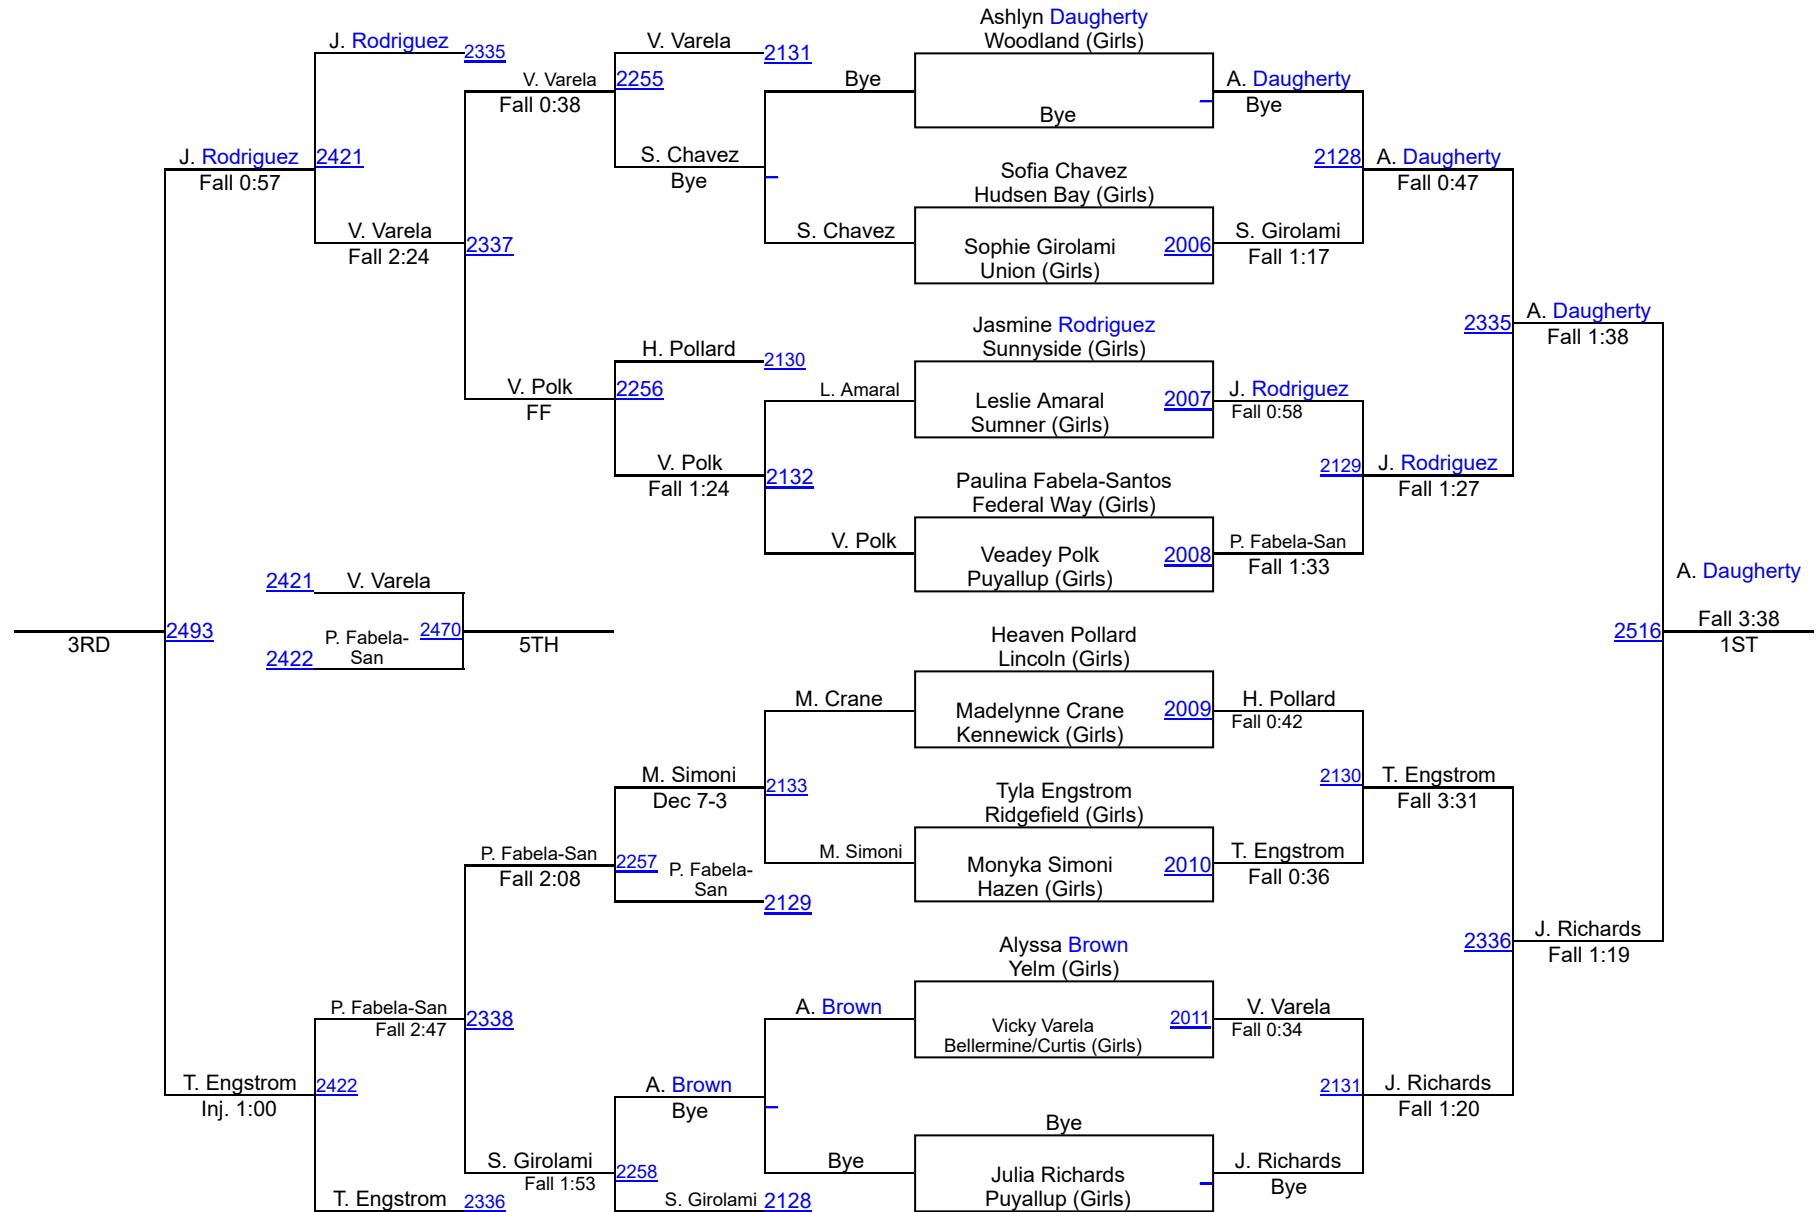 Ashlyn Daugherty
Woodland (Girls)
J. Rodriguez 2335
V. Varela 2131
V. Varela 2255
Fall 0:38
Bye
A. Daugherty
Bye
Bye
J. Rodriguez 2421
Fall 0:57
S. Chavez
Bye
Sofia Chavez
Hudsen Bay (Girls)
2128 A. Daugherty
Fall 0:47
V. Varela 2337
Fall 2:24
S. Chavez
Sophie Girolami 2006
Union (Girls)
S. Girolami
Fall 1:17
2335 A. Daugherty
Fall 1:38
Jasmine Rodriguez
Sunnyside (Girls)
H. Pollard 2130
V. Polk 2256
FF
L. Amaral
Leslie Amaral 2007
Sumner (Girls)
J. Rodriguez
Fall 0:58
V. Polk 2132
Fall 1:24
Paulina Fabela-Santos
Federal Way (Girls)
2129 J. Rodriguez
Fall 1:27
V. Polk
Veadey Polk 2008
Puyallup (Girls)
P. Fabela-San
Fall 1:33
2421 V. Varela
A. Daugherty
3RD
2493
P. Fabela-
San
2470
2422
5TH
2516
Fall 3:38
1ST
Heaven Pollard
Lincoln (Girls)
M. Crane
Madelynne Crane 2009
Kennewick (Girls)
H. Pollard
Fall 0:42
M. Simoni 2133
Dec 7-3
Tyla Engstrom
Ridgefield (Girls)
2130 T. Engstrom
Fall 3:31
P. Fabela-San 2257
Fall 2:08
P. Fabela-
San
2129
M. Simoni
Monyka Simoni 2010
Hazen (Girls)
T. Engstrom
Fall 0:36
Alyssa Brown
Yelm (Girls)
2336 J. Richards
Fall 1:19
P. Fabela-San 2338
Fall 2:47
A. Brown
Vicky Varela 2011
Bellermine/Curtis (Girls)
V. Varela
Fall 0:34
T. Engstrom 2422
Inj. 1:00
A. Brown
Bye
2131 J. Richards
Fall 1:20
Bye
S. Girolami 2258
Fall 1:53
Bye
Julia Richards
Puyallup (Girls)
J. Richards
Bye
T. Engstrom 2336
S. Girolami 2128